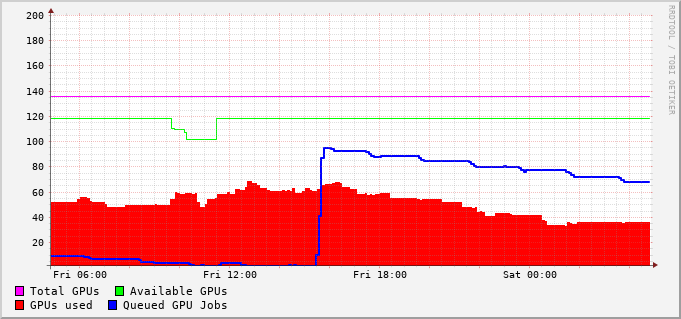 200
180
160
140
120
100
80
60
40
20
Fri 06:00 Fri 12:00 Fri 18:00 Sat 00:00
Total GPUs Available GPUs
GPUs used Queued GPU Jobs
RRDTOOL / TOBI OETIKER